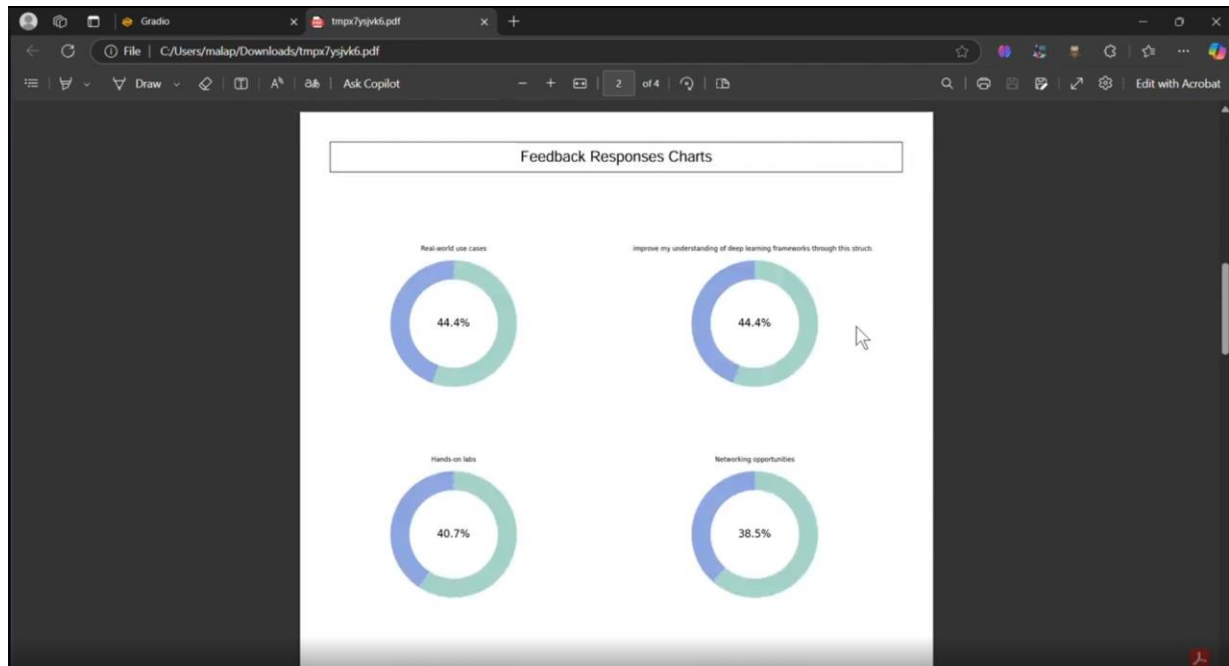 Gradio
tmpx7ysjvk6.pdf
File | C:/Users/malap/Downloads/tmpx7ysjvk6.pdf
Draw
Ask Copilot
2 of 4
Edit with Acrobat
Feedback Responses Charts
Real-world use cases
improve my understanding of deep learning frameworks through this struct
44.4%
44.4%
Hands-on labs
Networking opportunities
40.7%
38.5%